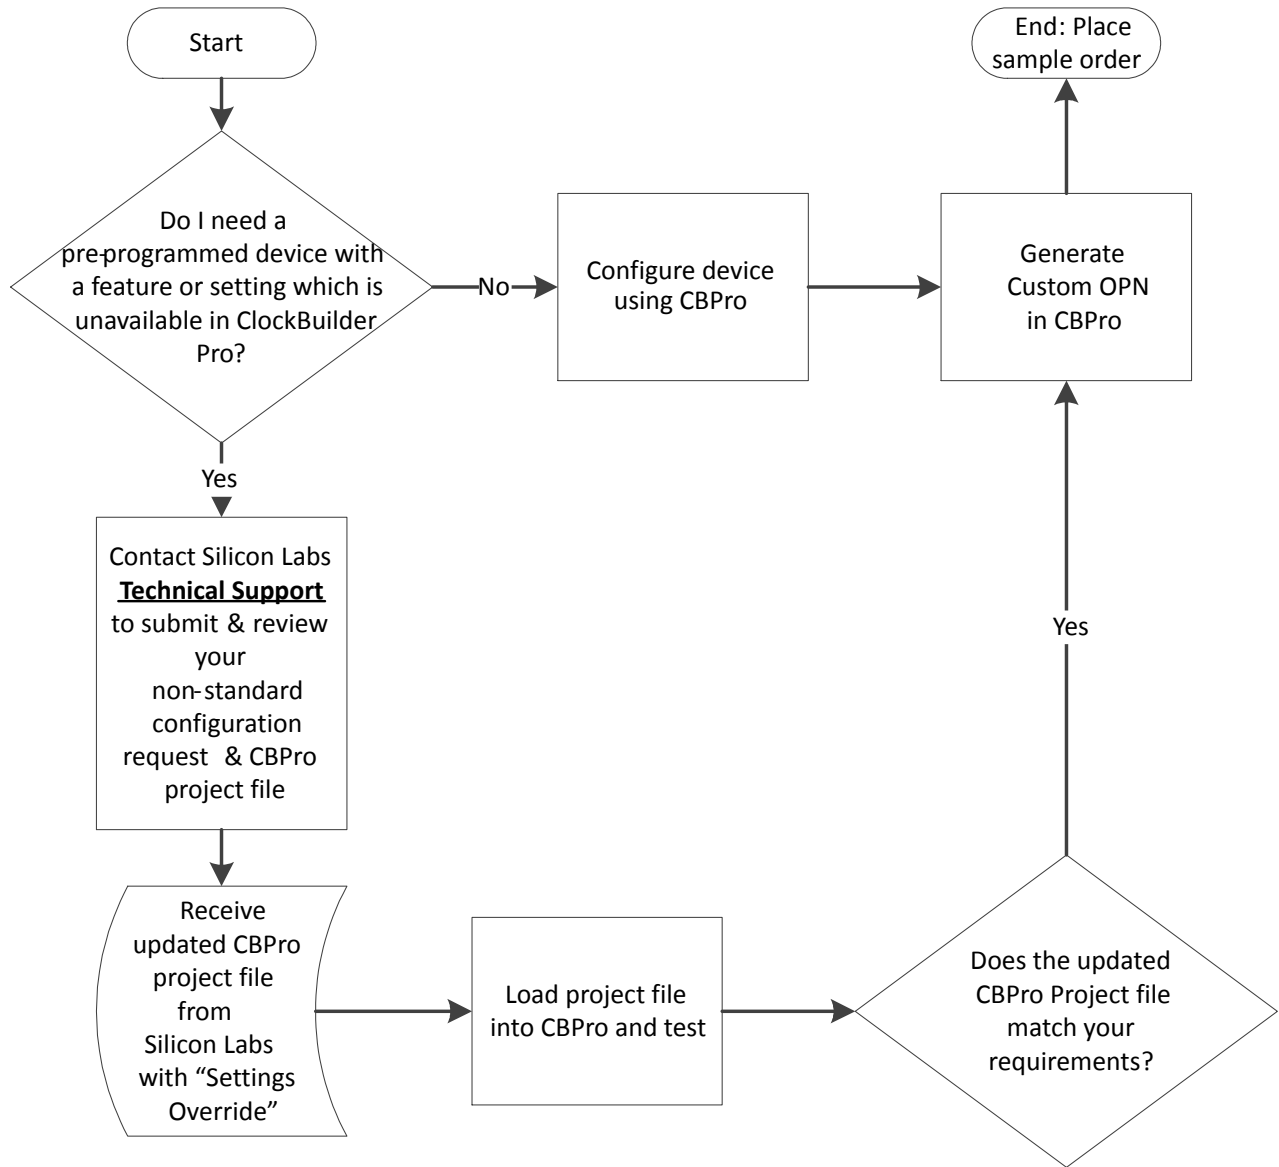 Start
End: Place
sample order
Do I need a
pre-programmed device with
a feature or setting which is
unavailable in ClockBuilder
Pro?
No
Configure device
using CBPro
Generate
Custom OPN
in CBPro
Yes
Contact Silicon Labs
Technical Support
to submit & review
your
non-standard
configuration
request & CBPro
project file
Yes
Receive
updated CBPro
project file
from
Silicon Labs
with “Settings
Override”
Load project file
into CBPro and test
Does the updated
CBPro Project file
match your
requirements?